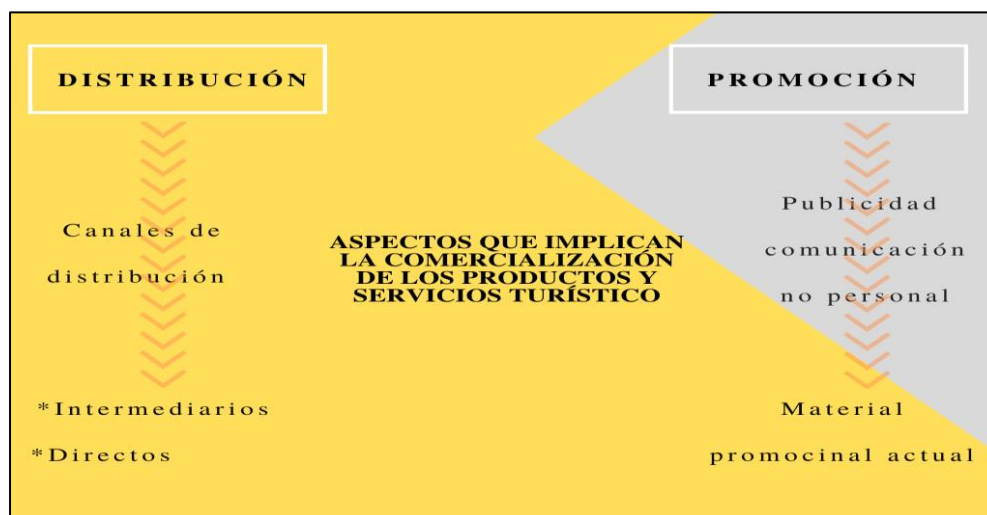 DISTRIBUCIÓN
Canales de
distribución
*Intermediarios
*Directos
ASPECTOS QUE IMPLICAN
LA COMERCIALIZACIÓN
DE LOS PRODUCTOS Y
SERVICIOS TURÍSTICO
PROMOCIÓN
Publicidad
comunicación
no personal
Material
promocinal actual